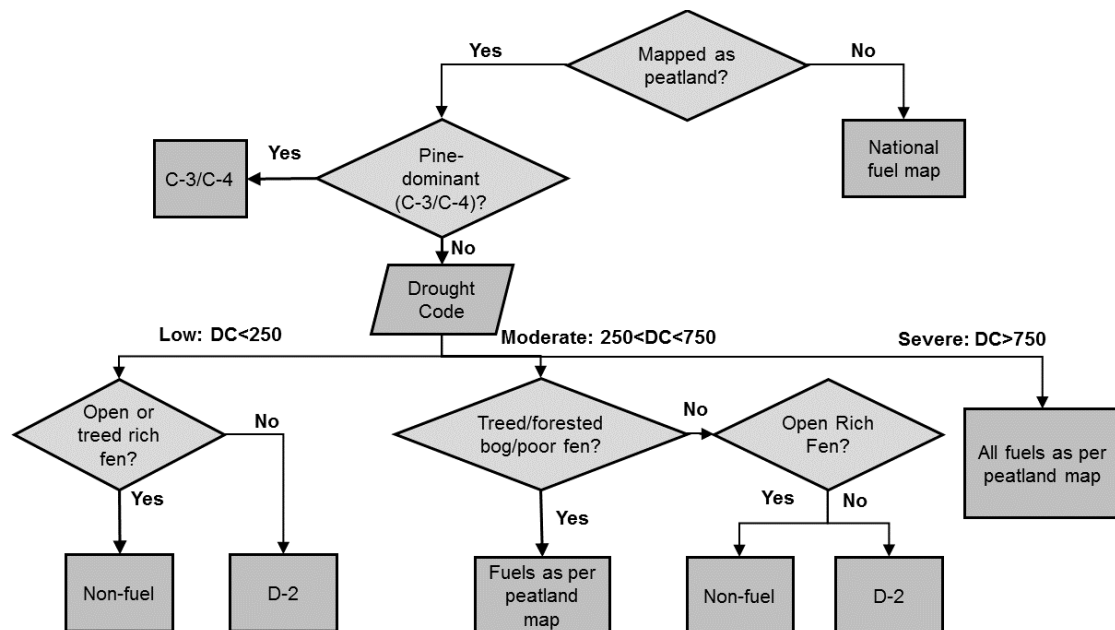 Yes
Mapped as
peatland?
No
Yes
C-3/C-4
Pine-
dominant
(C-3/C-4)?
National
fuel map
No
Drought
Code
Low: DC<250
Moderate: 250<DC<750
Severe: DC>750
Open or
treed rich
fen?
No
Treed/forested
bog/poor fen?
No
Open Rich
Fen?
All fuels as per
peatland map
Yes
Yes
Yes
No
Non-fuel
D-2
Fuels as per
peatland
map
Non-fuel
D-2